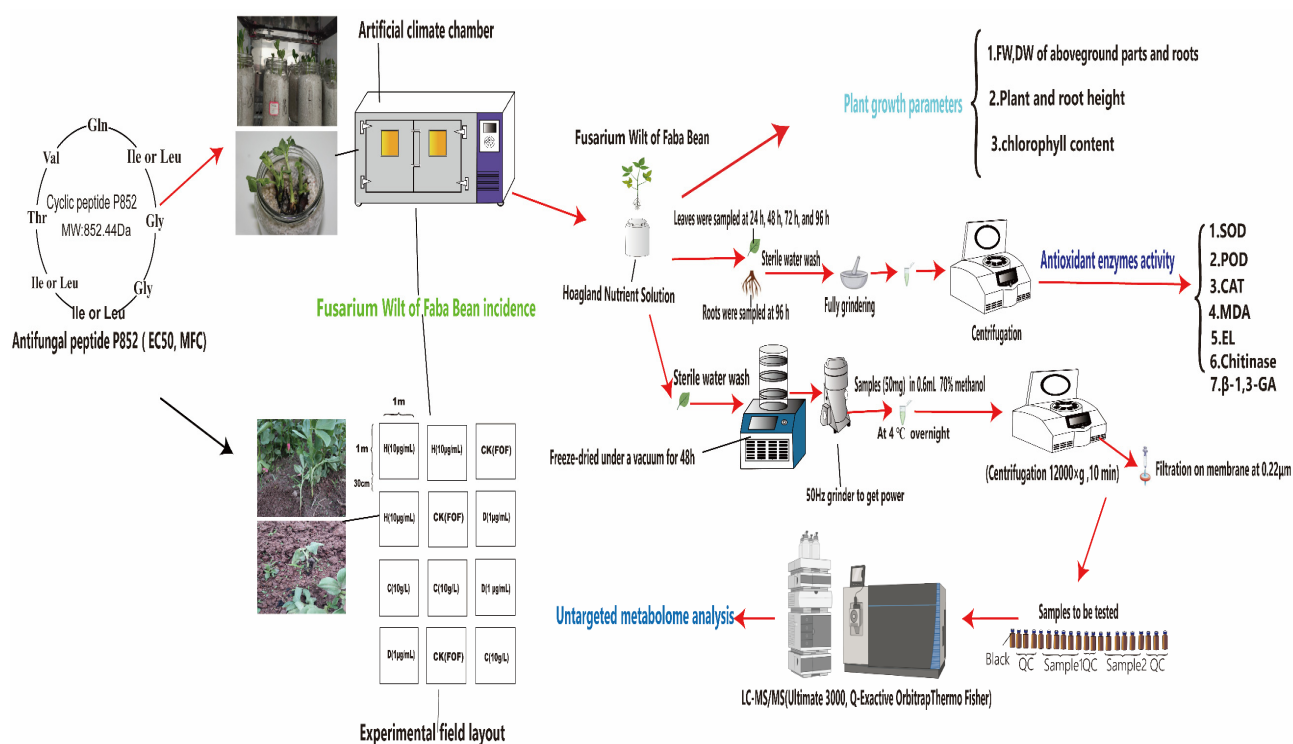 Artificial climate chamber
Gln
Val
Ile or Leu
Cyclic peptide P852
MW:852.44Da
Thr
Gly
Ile or Leu
Gly
Ile or Leu
Antifungal peptide P852 ( EC50, MFC)
Fusarium Wilt of Faba Bean incidence
1m
1m
30cm
H(10μg/mL)
H(10μg/mL)
CK(FOF)
H(10μg/mL)
CK(FOF)
D(1μg/mL)
C(10g/L)
C(10g/L)
D(1 μg/mL)
D(1μg/mL)
CK(FOF)
C(10g/L)
Experimental field layout
Fusarium Wilt of Faba Bean
Hoagland Nutrient Solution
Plant growth parameters
1.FW,DW of aboveground parts and roots
2.Plant and root height
3.chlorophyll content
Leaves were sampled at 24 h, 48 h, 72 h, and 96 h
Sterile water wash
Roots were sampled at 96 h
Fully grindering
Centrifugation
Antioxidant enzymes activity
1.SOD
2.POD
3.CAT
4.MDA
5.EL
6.Chitinase
7.β-1,3-GA
Sterile water wash
Freeze-dried under a vacuum for 48h
50Hz grinder to get power
Samples (50mg) in 0.6mL 70% methanol
At 4 ℃ overnight
(Centrifugation 12000×g ,10 min)
Filtration on membrane at 0.22μm
Samples to be tested
Black
QC
Sample1
QC
Sample2
QC
LC-MS/MS(Ultimate 3000, Q-Exactive OrbitrapThermo Fisher)
Untargeted metabolome analysis